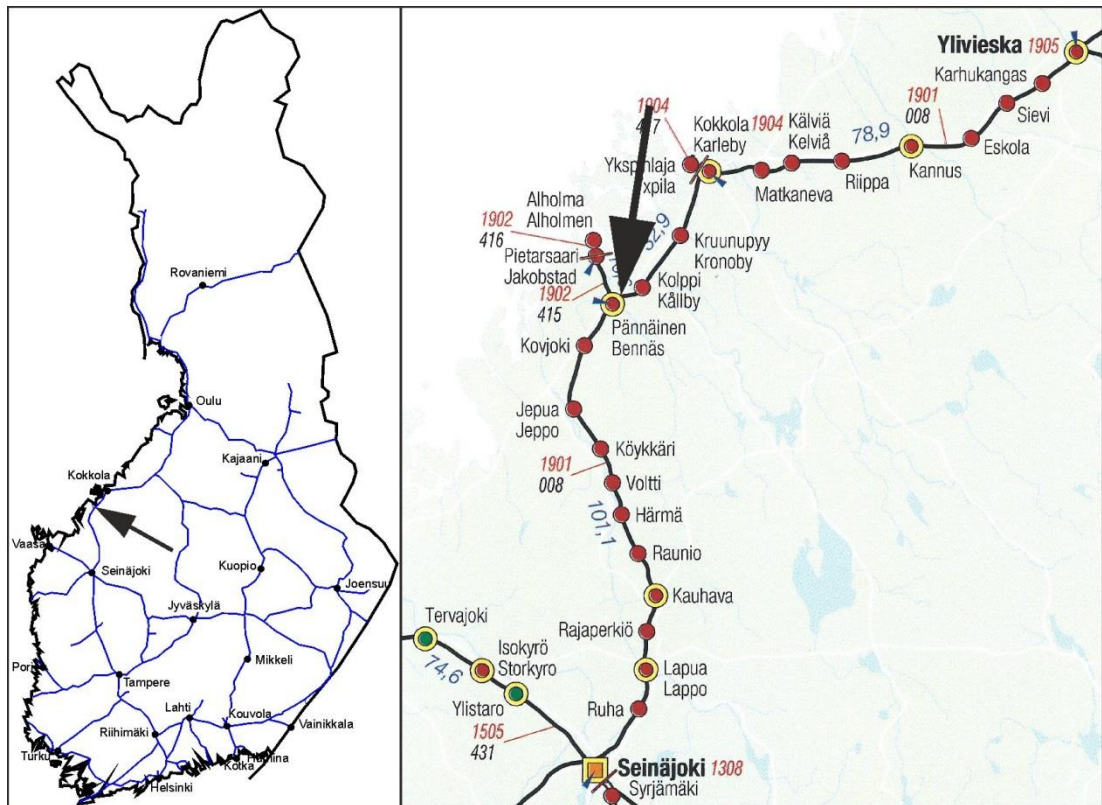 Rovaniemi
Oulu
Kajaani
Kokkola
Vaasa
Seinäjoki
Kuopio
Joensuu
Jyväskylä
Pori
Mikkeli
Tampere
Lahti
Kouvola
Riihimäki
Vainikkala
Turku
Kotka
Helsinki
Ylivieska 1905
Karhukangas
1901
008
Sievi
Eskola
78,9
Kannus
1904
Kokkola 1904
Karleby
Kälviä
Kelviå
Riippa
Matkaneva
Alholma
Alholmen
1902
416
Pietarsaari
Jakobstad
Kruunupyy
Kronoby
Kolppi
Kållby
1902
415
Pännäinen
Bennäs
Kovjoki
Jepua
Jeppo
Köykkäri
1901
008
Voltti
Härmä
101,1
Raunio
Kauhava
Tervajoki
Rajaperkiö
Isokyrö
Storkyro
74,6
Lapua
Lappo
Ylistaro
Ruha
1505
431
Seinäjoki 1308
Syrjämäki